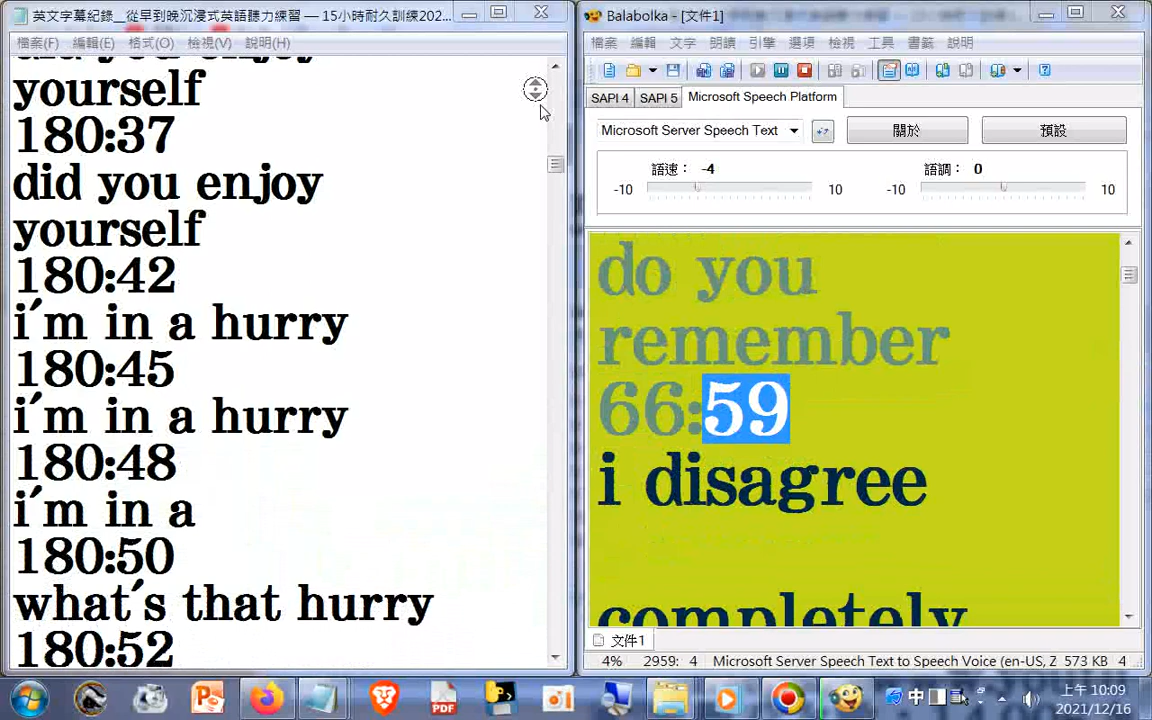 英文字幕紀錄__從早到晚沉浸式英語聽力練習 — 15小時耐久訓練202...
檔案(F) 編輯(E) 格式(O) 檢視(V) 說明(H)
did you enjoy
yourself
180:37
did you enjoy
yourself
180:42
i'm in a hurry
180:45
i'm in a hurry
180:48
i'm in a
180:50
what's that hurry
180:52
Balabolka - [文件1]
檔案 編輯 文字 朗讀 引擎 選項 檢視 工具 書籤 說明
SAPI 4 SAPI 5 Microsoft Speech Platform
Microsoft Server Speech Text 關於 預設
語速： -4 語調： 0
-10 10 -10 10
do you
remember
66:59
i disagree
completely
文件1
4% 2959: 4 Microsoft Server Speech Text to Speech Voice (en-US, Z 573 KB 4
中 上午 10:09
2021/12/16